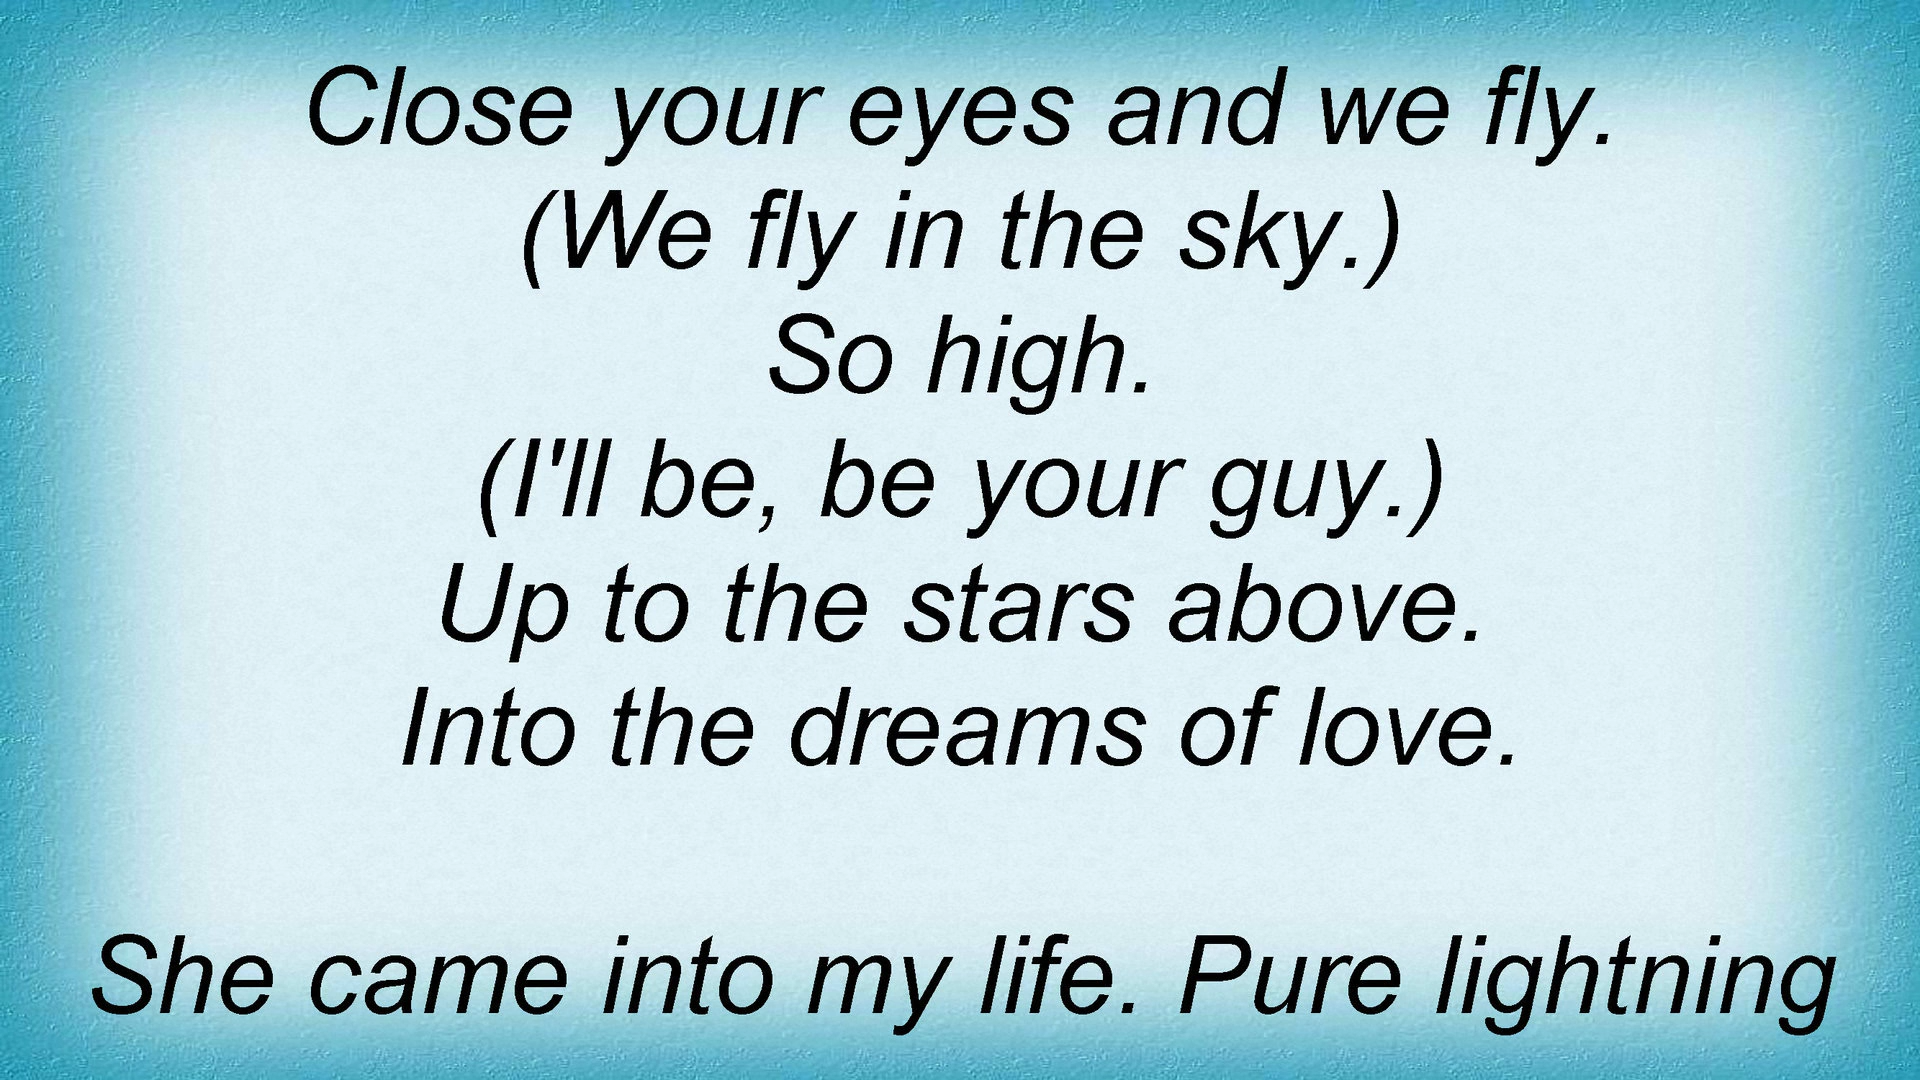 Close your eyes and we fly.
(We fly in the sky.)
So high.
(I'll be, be your guy.)
Up to the stars above.
Into the dreams of love.
She came into my life. Pure lightning